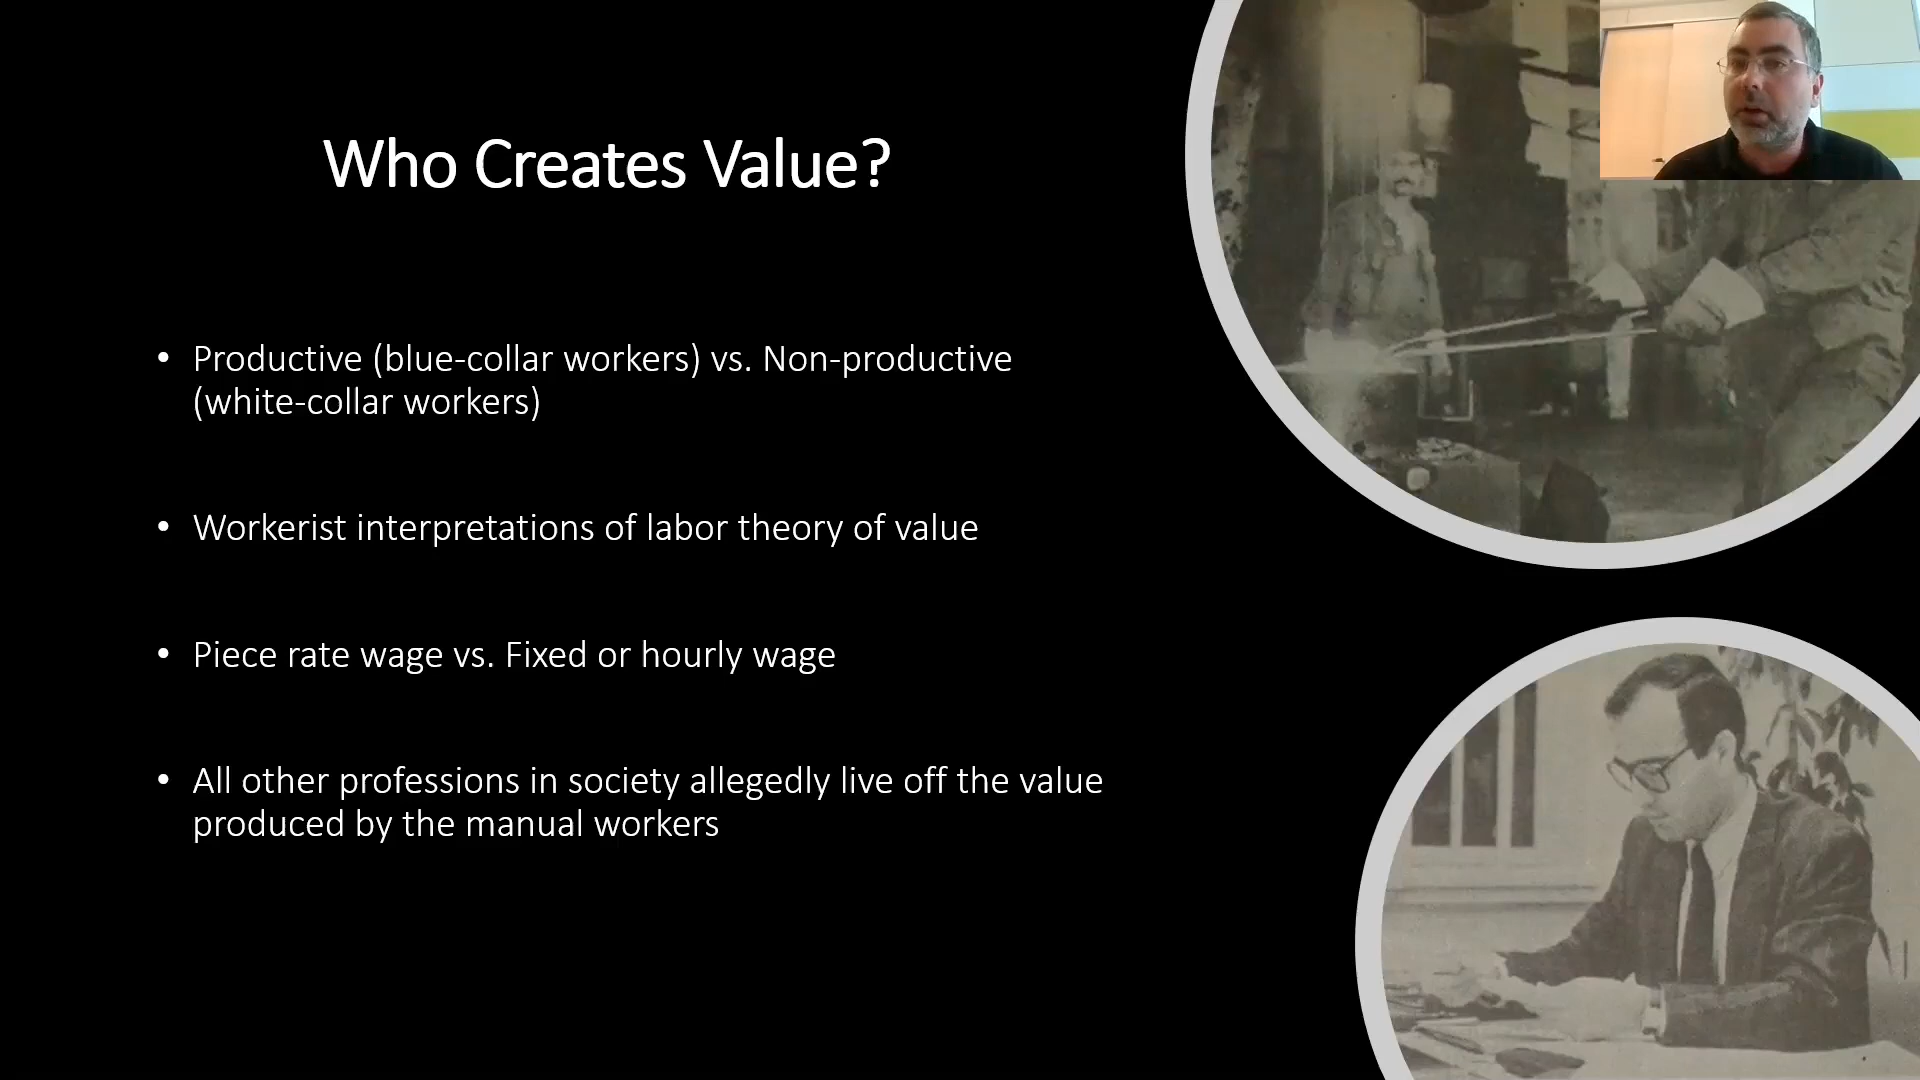 Who Creates Value?
• Productive (blue-collar workers) vs. Non-productive
(white-collar workers)
• Workerist interpretations of labor theory of value
• Piece rate wage vs. Fixed or hourly wage
• All other professions in society allegedly live off the value
produced by the manual workers